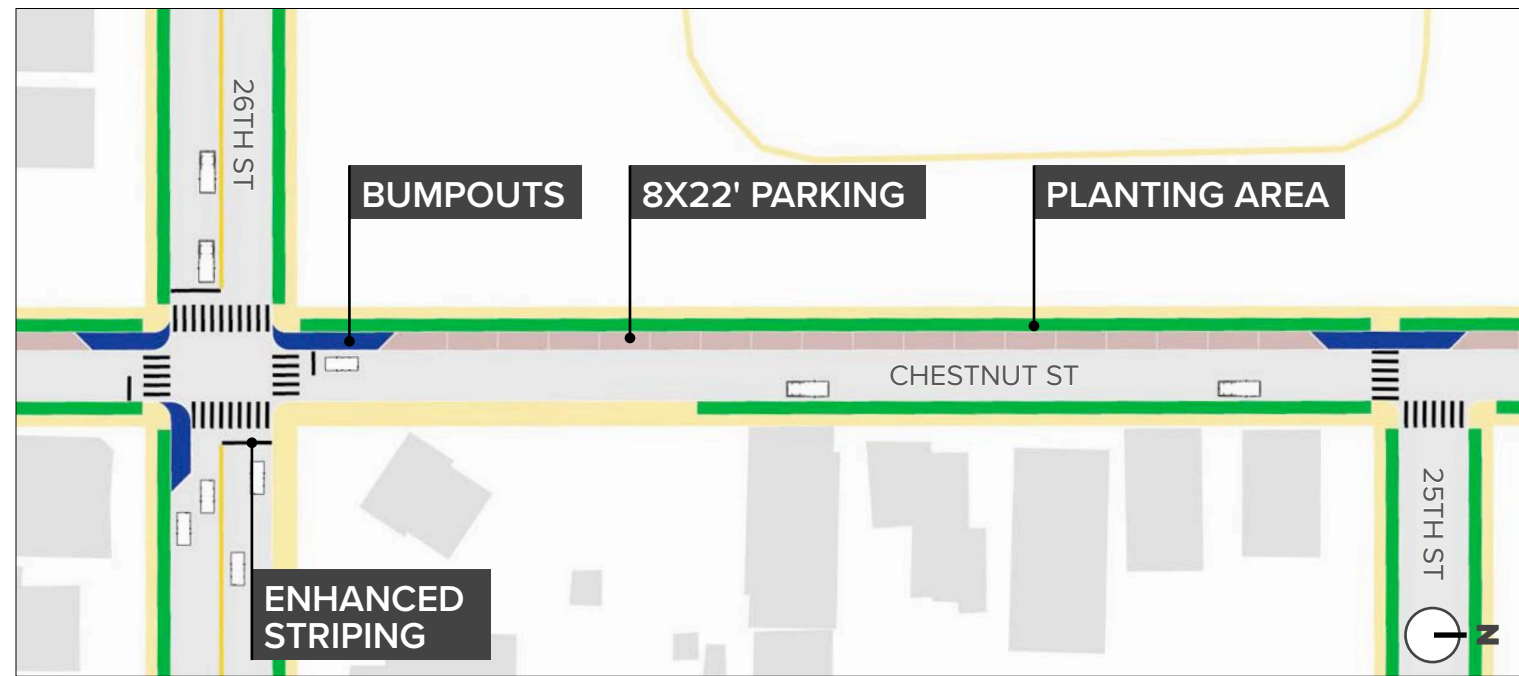 26TH ST
BUMPOUTS
8X22' PARKING
PLANTING AREA
CHESTNUT ST
25TH ST
ENHANCED
STRIPING
N